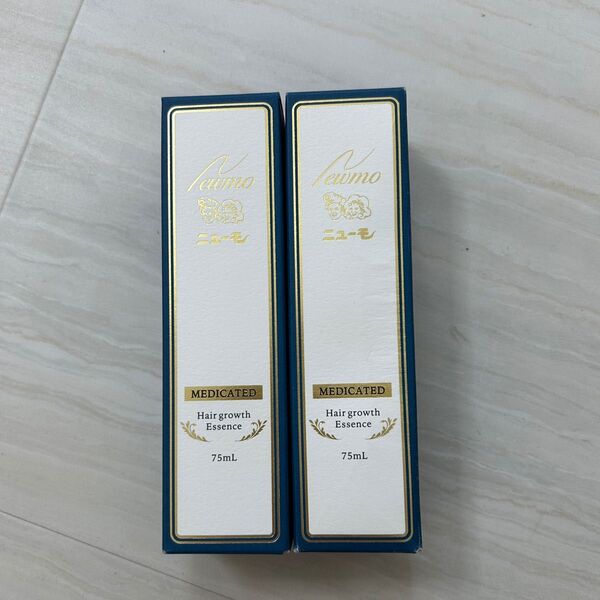 Newmo
ニューモ
MEDICATED
Hair growth
Essence
75mL
Newmo
ニューモ
MEDICATED
Hair growth
Essence
75mL